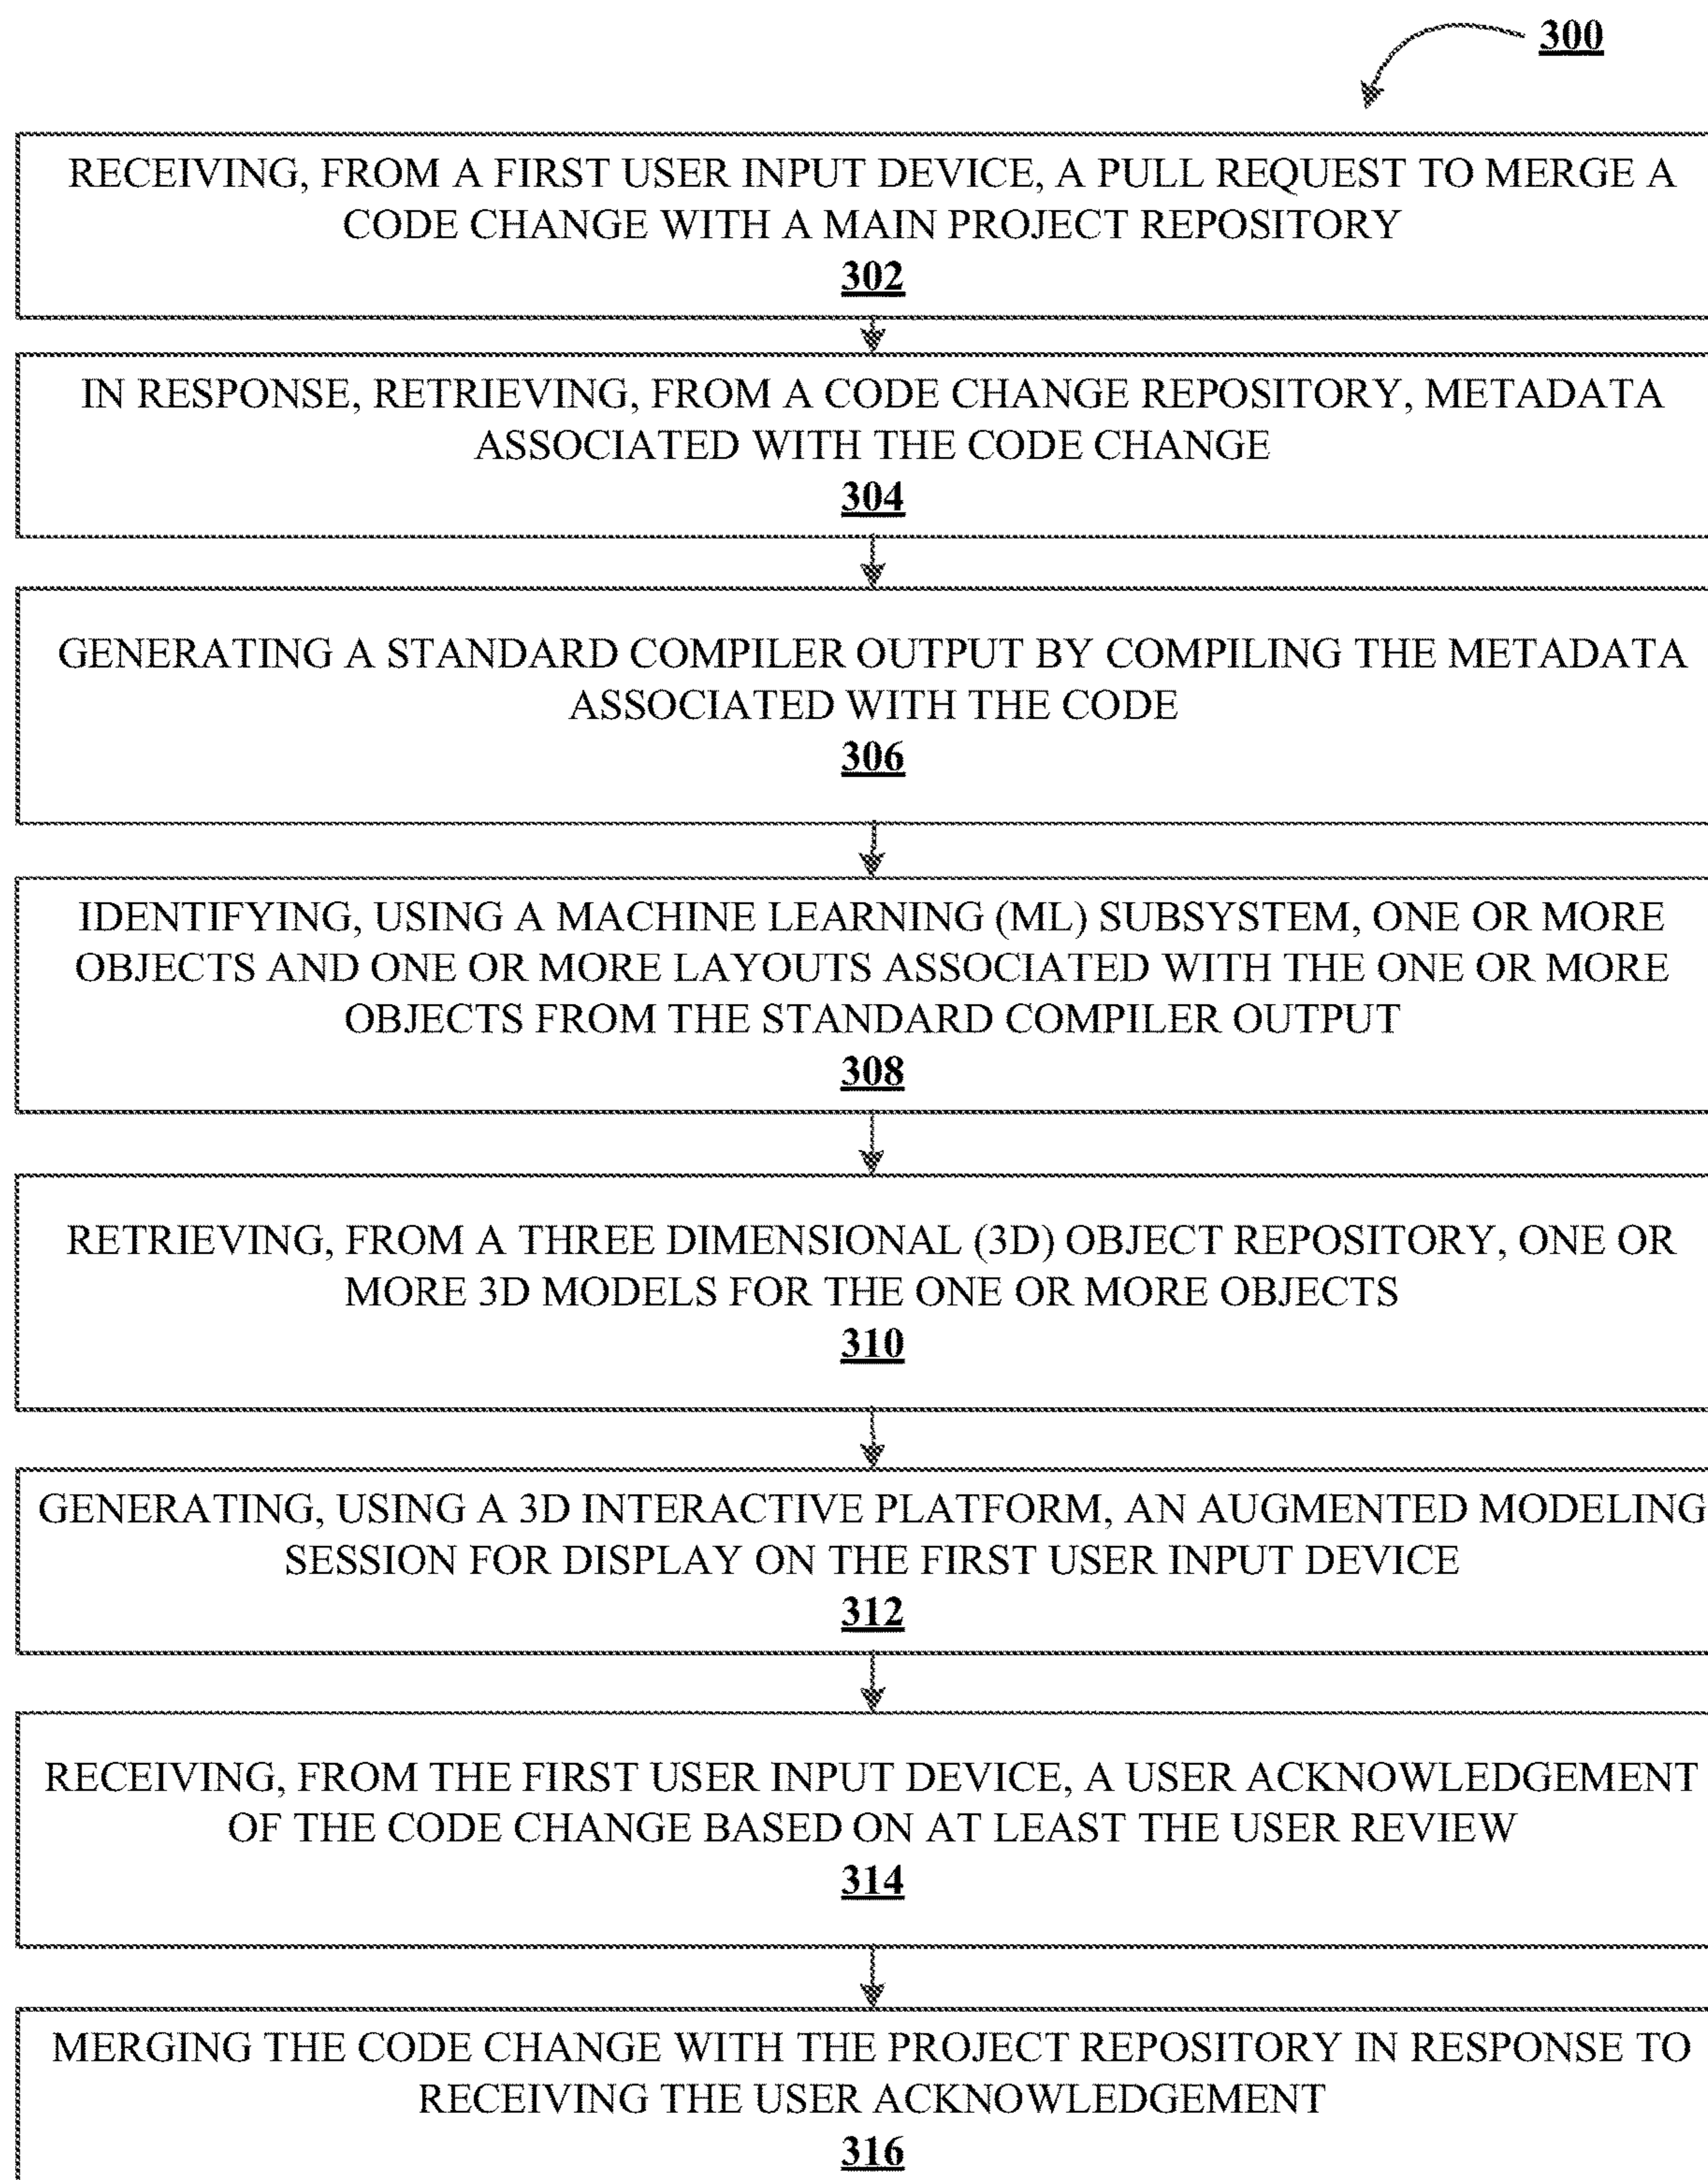 300
RECEIVING, FROM A FIRST USER INPUT DEVICE, A PULL REQUEST TO MERGE A
CODE CHANGE WITH A MAIN PROJECT REPOSITORY
302
IN RESPONSE, RETRIEVING, FROM A CODE CHANGE REPOSITORY, METADATA
ASSOCIATED WITH THE CODE CHANGE
304
GENERATING A STANDARD COMPILER OUTPUT BY COMPILING THE METADATA
ASSOCIATED WITH THE CODE
306
IDENTIFYING, USING A MACHINE LEARNING (ML) SUBSYSTEM, ONE OR MORE
OBJECTS AND ONE OR MORE LAYOUTS ASSOCIATED WITH THE ONE OR MORE
OBJECTS FROM THE STANDARD COMPILER OUTPUT
308
RETRIEVING, FROM A THREE DIMENSIONAL (3D) OBJECT REPOSITORY, ONE OR
MORE 3D MODELS FOR THE ONE OR MORE OBJECTS
310
GENERATING, USING A 3D INTERACTIVE PLATFORM, AN AUGMENTED MODELING
SESSION FOR DISPLAY ON THE FIRST USER INPUT DEVICE
312
RECEIVING, FROM THE FIRST USER INPUT DEVICE, A USER ACKNOWLEDGEMENT
OF THE CODE CHANGE BASED ON AT LEAST THE USER REVIEW
314
MERGING THE CODE CHANGE WITH THE PROJECT REPOSITORY IN RESPONSE TO
RECEIVING THE USER ACKNOWLEDGEMENT
316